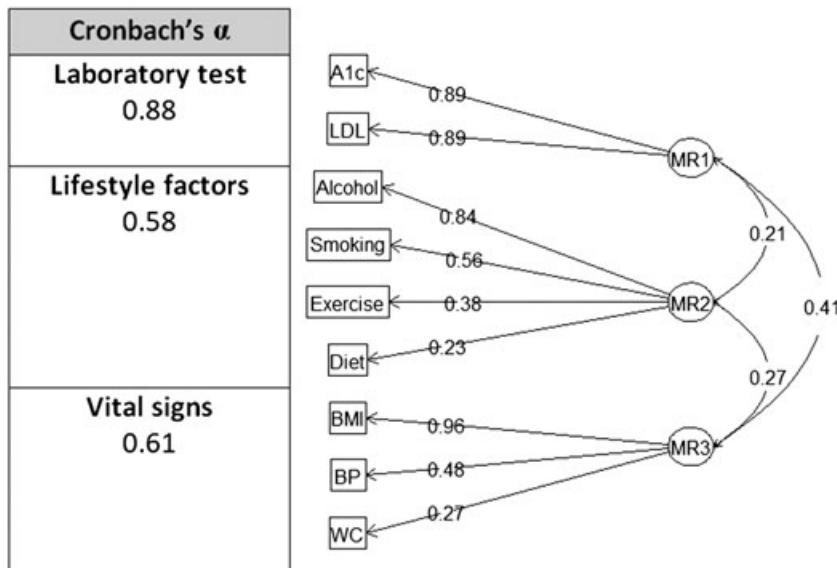 Cronbach's α
Laboratory test
0.88
Lifestyle factors
0.58
Vital signs
0.61
A1c
LDL
Alcohol
Smoking
Exercise
Diet
BMI
BP
WC
0.89
0.89
0.84
0.56
0.38
0.23
0.96
0.48
0.27
MR1
MR2
MR3
0.21
0.41
0.27